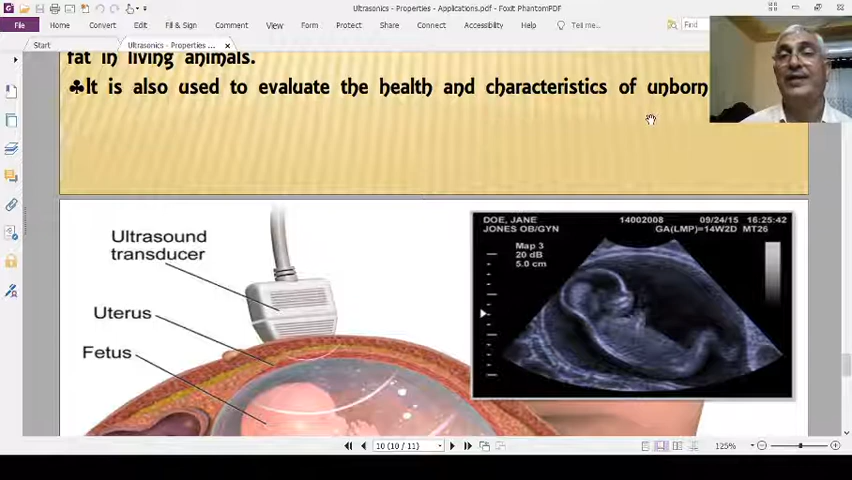 Ultrasonics - Properties - Applications.pdf - Foxit PhantomPDF
File Home Convert Edit Fill & Sign Comment View Form Protect Share Connect Accessibility Help Tell me... Find
Start Ultrasonics - Properties ...
fat in living animals.
♣It is also used to evaluate the health and characteristics of unborn
Ultrasound
transducer
Uterus
Fetus
DOE, JANE 14002008 09/24/15 16:25:42
JONES OB/GYN GA(LMP)=14W2D MT26
Map 3
20 dB
5.0 cm
10 (10 / 11) 125%